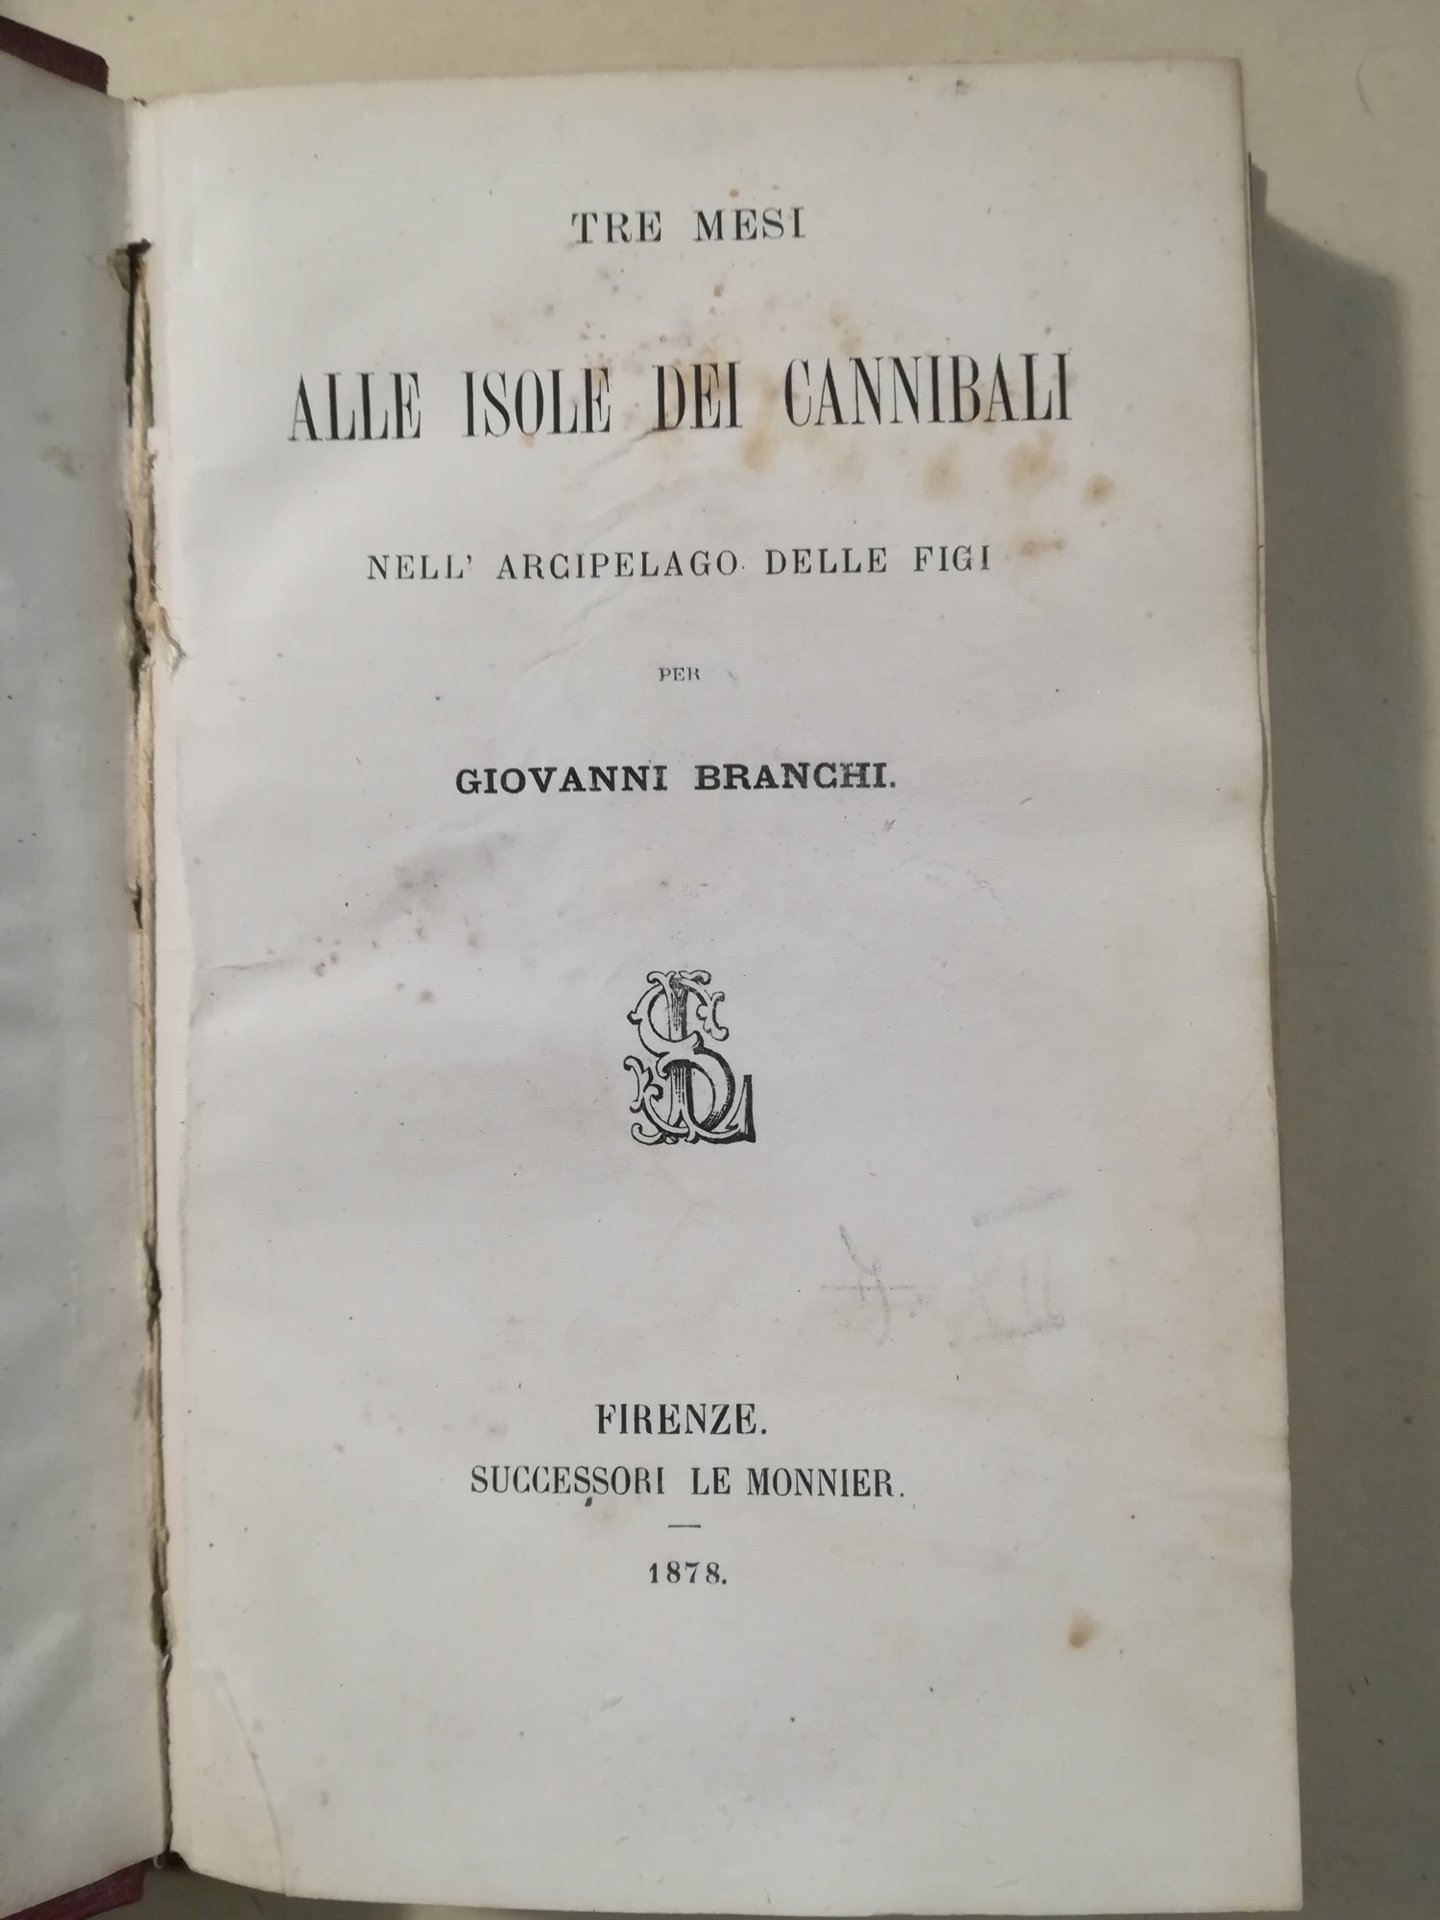 TRE MESI
ALLE ISOLE DEI CANNIBALI
NELL' ARCIPELAGO DELLE FIGI
PER
GIOVANNI BRANCHI.
FIRENZE.
SUCCESSORI LE MONNIER.
1878.